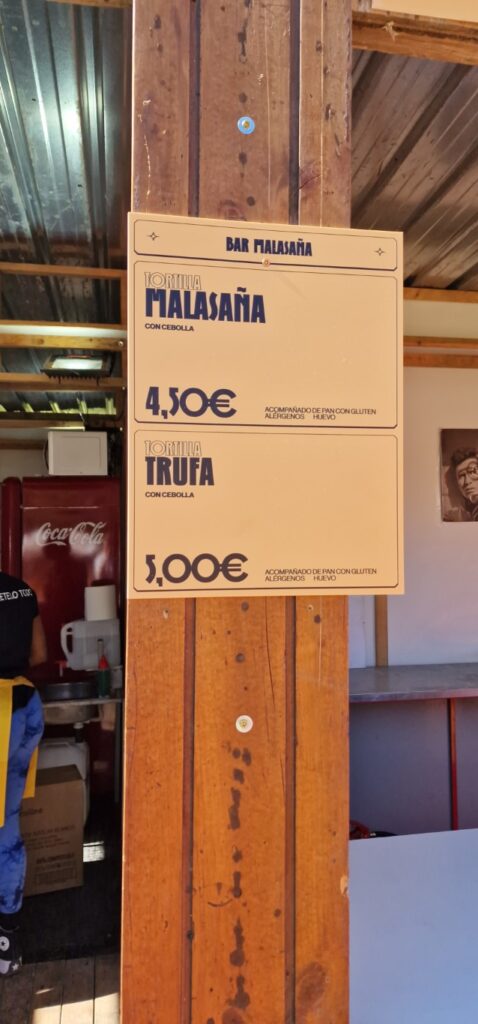 BAR MALASAÑA
TORTILLA
MALASAÑA
CON CEBOLLA
4,50€
ACOMPAÑADO DE PAN CON GLUTEN
ALÉRGENOS HUEVO
TORTILLA
TRUFA
CON CEBOLLA
5,00€
ACOMPAÑADO DE PAN CON GLUTEN
ALÉRGENOS HUEVO
Coca-Cola